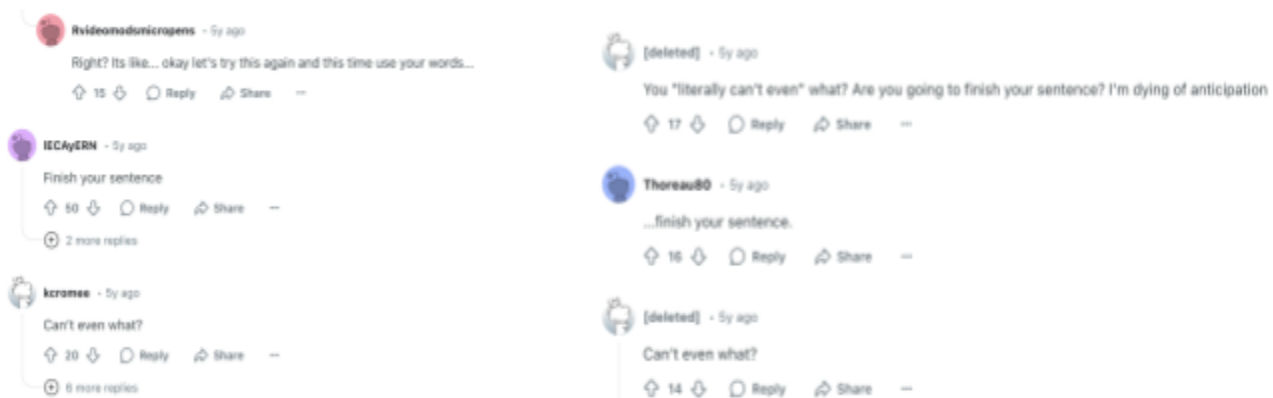 Rvideomodsmicropens • 5y ago
Right? Its like... okay let's try this again and this time use your words...
15 Reply Share ...
IECAyERN • 5y ago
Finish your sentence
50 Reply Share ...
2 more replies
kcromee • 5y ago
Can't even what?
20 Reply Share ...
6 more replies
[deleted] • 5y ago
You "literally can't even" what? Are you going to finish your sentence? I'm dying of anticipation
17 Reply Share ...
Thoreau80 • 5y ago
...finish your sentence.
16 Reply Share ...
[deleted] • 5y ago
Can't even what?
14 Reply Share ...